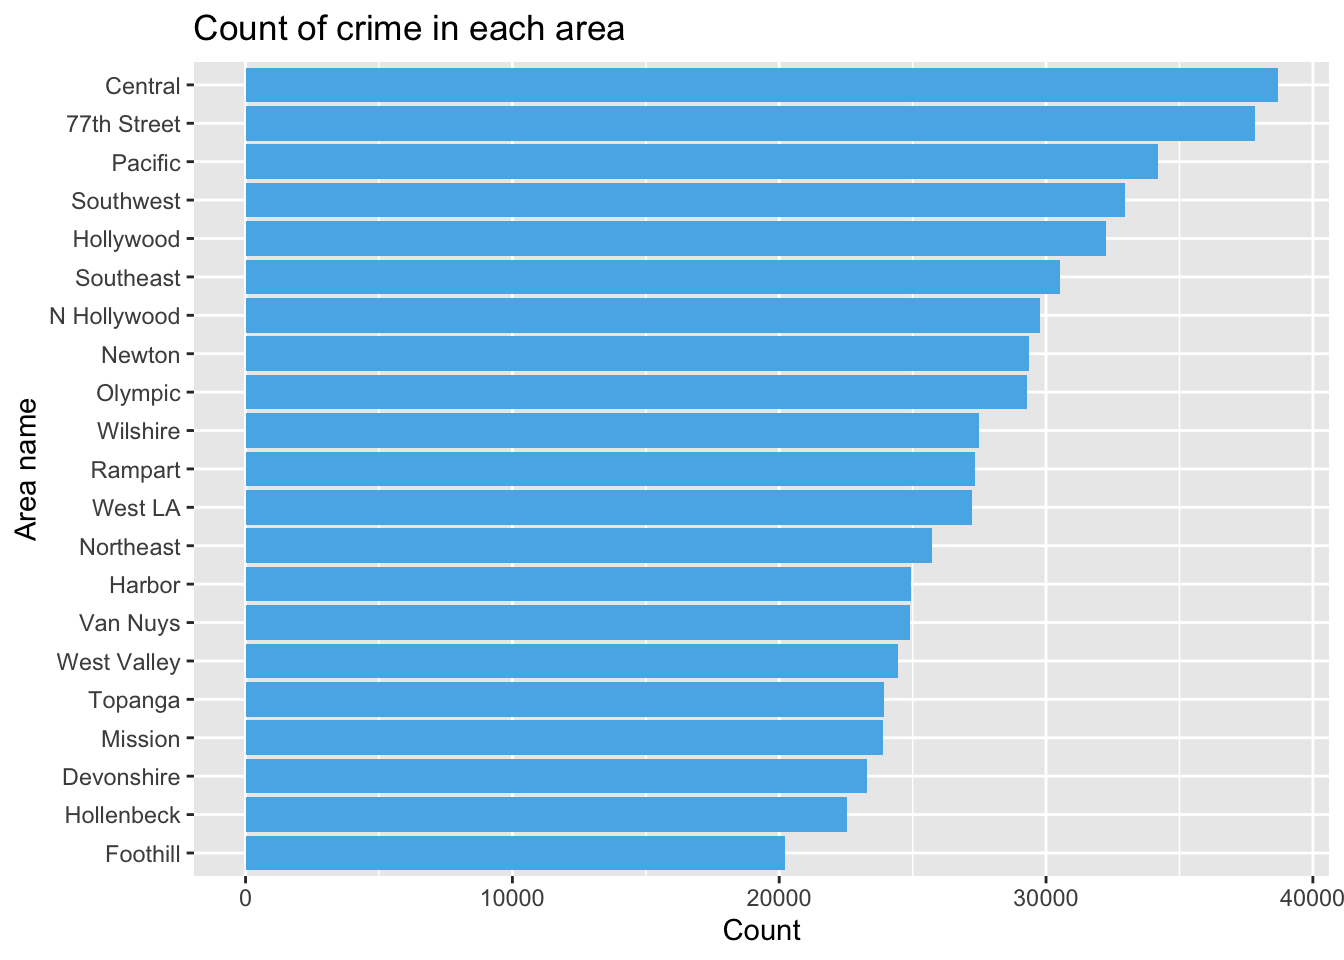 Count of crime in each area
Area name
Central
77th Street
Pacific
Southwest
Hollywood
Southeast
N Hollywood
Newton
Olympic
Wilshire
Rampart
West LA
Northeast
Harbor
Van Nuys
West Valley
Topanga
Mission
Devonshire
Hollenbeck
Foothill
0 10000 20000 30000 40000
Count